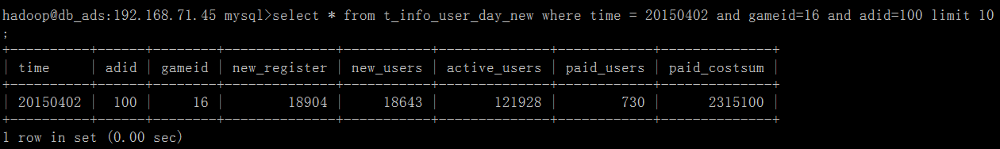 hadoop@db_ads:192.168.71.45 mysql>select * from t_info_user_day_new where time = 20150402 and gameid=16 and adid=100 limit 10
;
+----------+------+--------+--------------+-----------+--------------+------------+--------------+
| time     | adid | gameid | new_register | new_users | active_users | paid_users | paid_costsum |
+----------+------+--------+--------------+-----------+--------------+------------+--------------+
| 20150402 |  100 |     16 |        18904 |     18643 |       121928 |        730 |      2315100 |
+----------+------+--------+--------------+-----------+--------------+------------+--------------+
1 row in set (0.00 sec)